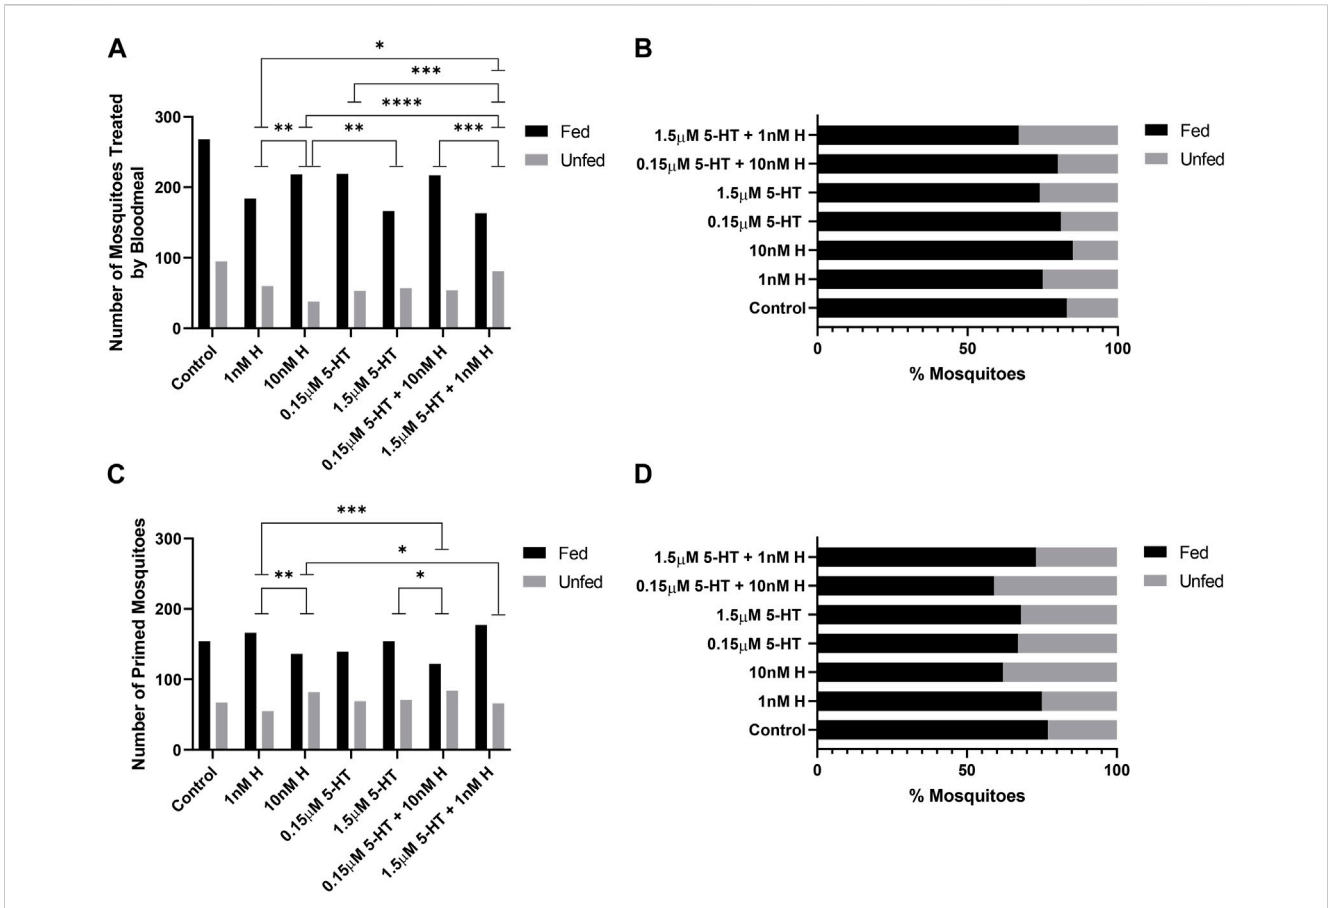 A
*
***
****
**
**
***
Number of Mosquitoes Treated
by Bloodmeal
300
200
100
0
Control
1nM H
10nM H
0.15μM 5-HT
1.5μM 5-HT
0.15μM 5-HT + 10nM H
1.5μM 5-HT + 1nM H
Fed
Unfed
B
1.5μM 5-HT + 1nM H
0.15μM 5-HT + 10nM H
1.5μM 5-HT
0.15μM 5-HT
10nM H
1nM H
Control
0
50
100
% Mosquitoes
Fed
Unfed
C
***
*
**
*
Number of Primed Mosquitoes
300
200
100
0
Control
1nM H
10nM H
0.15μM 5-HT
1.5μM 5-HT
0.15μM 5-HT + 10nM H
1.5μM 5-HT + 1nM H
Fed
Unfed
D
1.5μM 5-HT + 1nM H
0.15μM 5-HT + 10nM H
1.5μM 5-HT
0.15μM 5-HT
10nM H
1nM H
Control
0
50
100
% Mosquitoes
Fed
Unfed